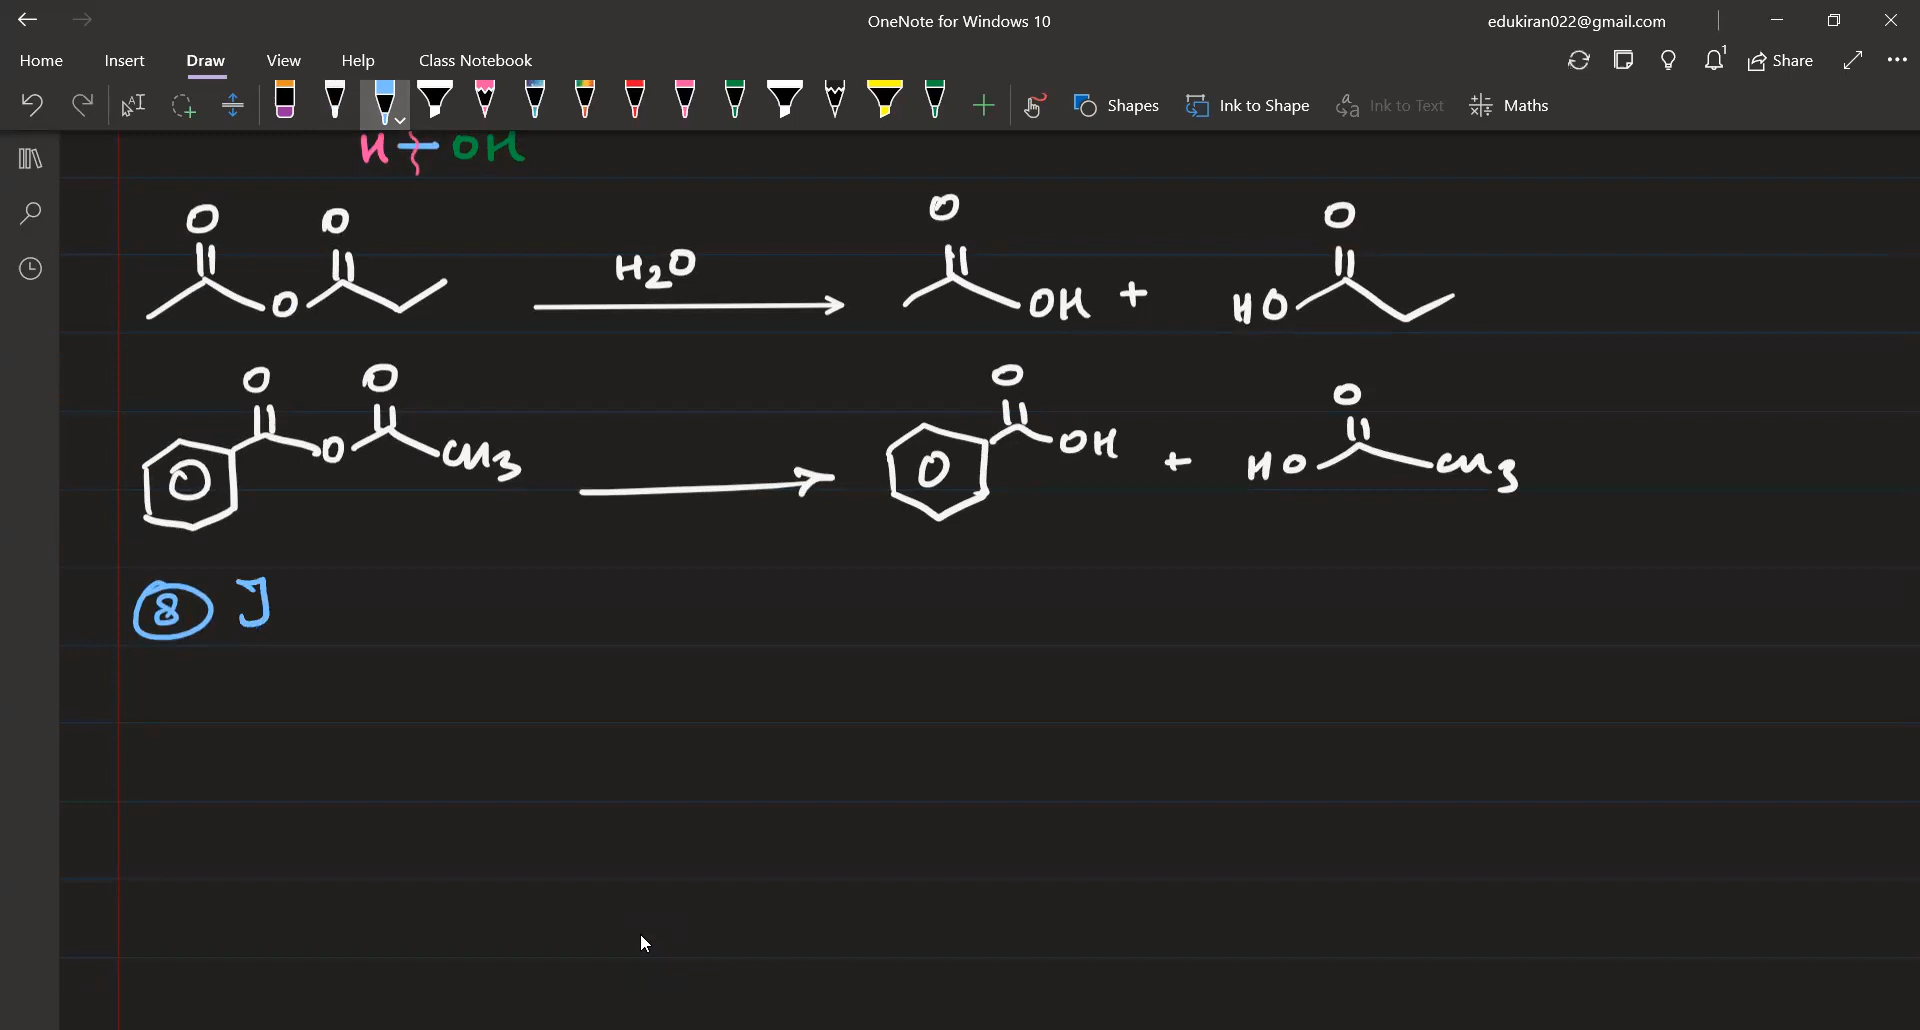 OneNote for Windows 10
edukiran022@gmail.com
Home Insert Draw View Help Class Notebook
1 Share
Shapes Ink to Shape Ink to Text Maths
H OH
O O O O
H2O
O OH + HO
O O O O
O CH3 OH + HO CH3
8 J